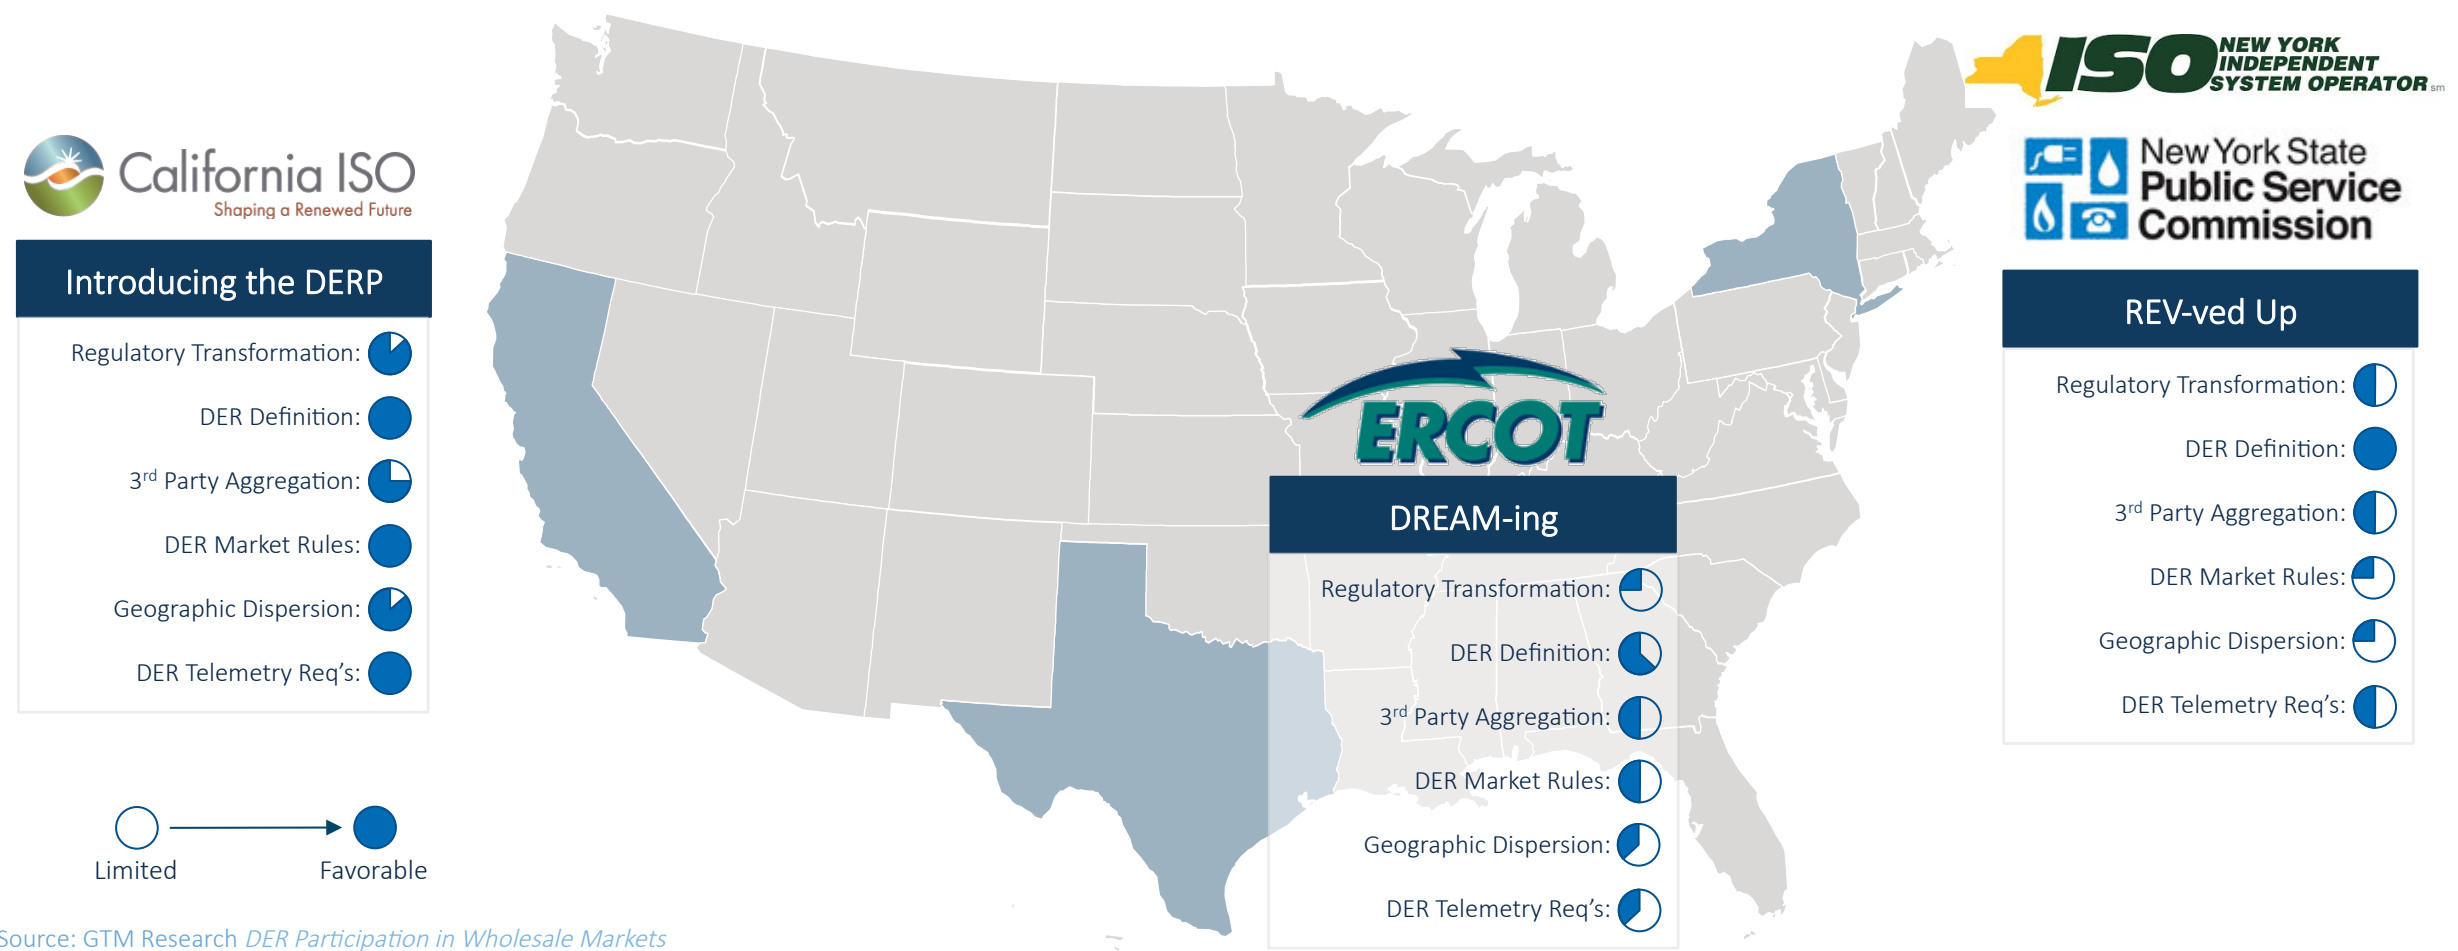 California ISO
Shaping a Renewed Future
Introducing the DERP
Regulatory Transformation:
DER Definition:
3rd Party Aggregation:
DER Market Rules:
Geographic Dispersion:
DER Telemetry Req’s:
Limited
Favorable
Source: GTM Research DER Participation in Wholesale Markets
ERCOT
DREAM-ing
Regulatory Transformation:
DER Definition:
3rd Party Aggregation:
DER Market Rules:
Geographic Dispersion:
DER Telemetry Req’s:
ISO
NEW YORK
INDEPENDENT
SYSTEM OPERATOR sm
New York State
Public Service
Commission
REV-ved Up
Regulatory Transformation:
DER Definition:
3rd Party Aggregation:
DER Market Rules:
Geographic Dispersion:
DER Telemetry Req’s: